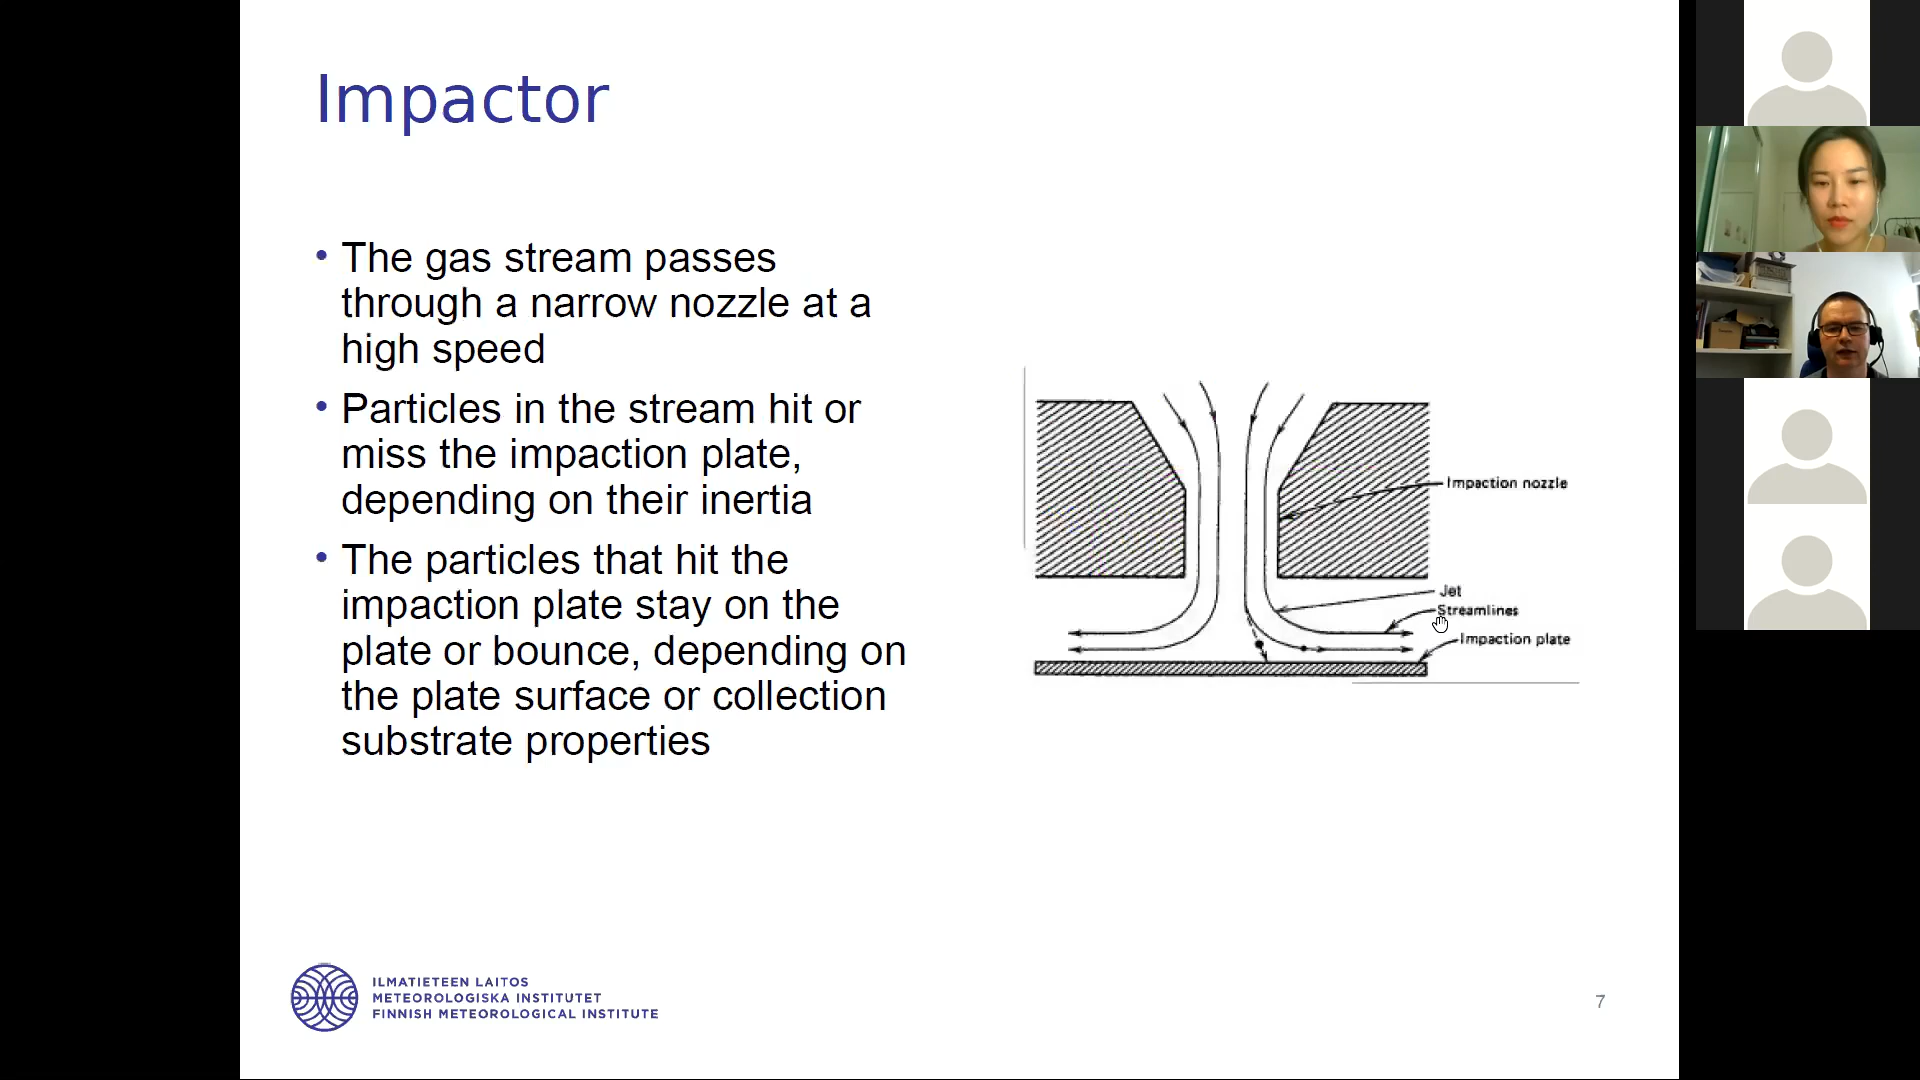 Impactor
• The gas stream passes
through a narrow nozzle at a
high speed
• Particles in the stream hit or
miss the impaction plate,
depending on their inertia
• The particles that hit the
impaction plate stay on the
plate or bounce, depending on
the plate surface or collection
substrate properties
Impaction nozzle
Jet
Streamlines
Impaction plate
ILMATIETEEN LAITOS
METEOROLOGISKA INSTITUTET
FINNISH METEOROLOGICAL INSTITUTE
7